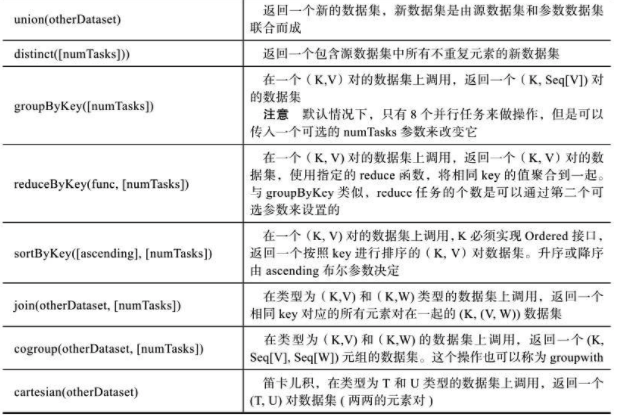 union(otherDataset)
返回一个新的数据集，新数据集是由源数据集和参数数据集
联合而成
distinct([numTasks]))
返回一个包含源数据集中所有不重复元素的新数据集
groupByKey([numTasks])
在一个（K,V）对的数据集上调用，返回一个（K, Seq[V]) 对
的数据集
注意 默认情况下，只有 8 个并行任务来做操作，但是可以
传入一个可选的 numTasks 参数来改变它
reduceByKey(func, [numTasks])
在一个（K, V) 对的数据集上调用，返回一个（K, V）对的数
据集，使用指定的 reduce 函数，将相同 key 的值聚合到一起。
与 groupByKey 类似，reduce 任务的个数是可以通过第二个可
选参数来设置的
sortByKey([ascending], [numTasks])
在一个（K, V）对的数据集上调用，K 必须实现 Ordered 接口，
返回一个按照 key 进行排序的（K, V）对数据集。升序或降序
由 ascending 布尔参数决定
join(otherDataset, [numTasks])
在类型为（K,V）和（K,W) 类型的数据集上调用，返回一个
相同 key 对应的所有元素对在一起的 (K, (V, W)) 数据集
cogroup(otherDataset, [numTasks])
在类型为（K,V）和（K,W) 的数据集上调用，返回一个 (K,
Seq[V], Seq[W]) 元组的数据集。这个操作也可以称为 groupwith
cartesian(otherDataset)
笛卡儿积，在类型为 T 和 U 类型的数据集上调用，返回一个
(T, U) 对数据集 ( 两两的元素对 )